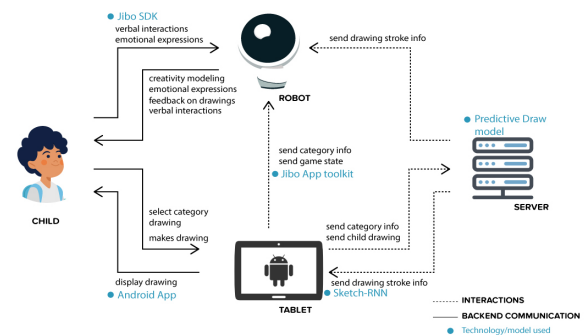 Jibo SDK
verbal interactions
emotional expressions
send drawing stroke info
creativity modeling
emotional expressions
feedback on drawings
verbal interactions
ROBOT
Predictive Draw
model
send category info
send game state
Jibo App toolkit
SERVER
CHILD
select category
drawing
makes drawing
send category info
send child drawing
display drawing
Android App
send drawing stroke info
Sketch-RNN
TABLET
INTERACTIONS
BACKEND COMMUNICATION
Technology/model used